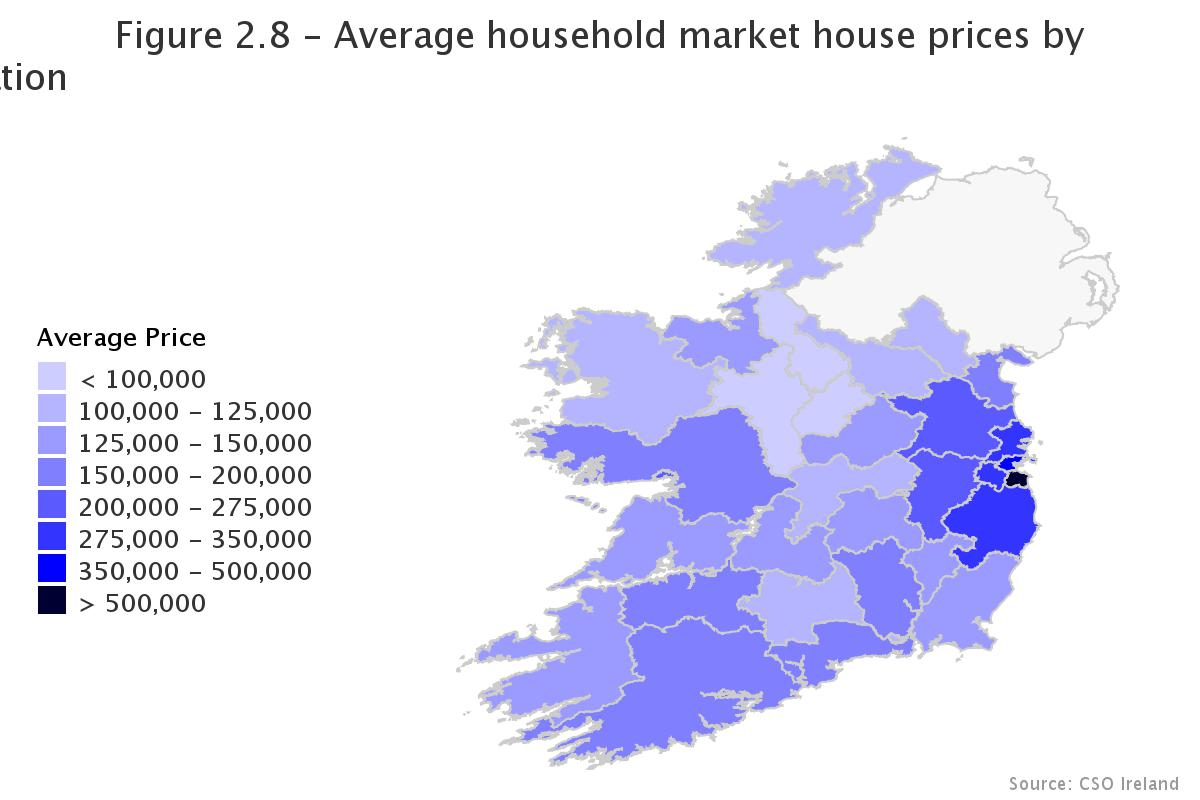 Figure 2.8 – Average household market house prices by
tion
Average Price
< 100,000
100,000 – 125,000
125,000 – 150,000
150,000 – 200,000
200,000 – 275,000
275,000 – 350,000
350,000 – 500,000
> 500,000
Source: CSO Ireland